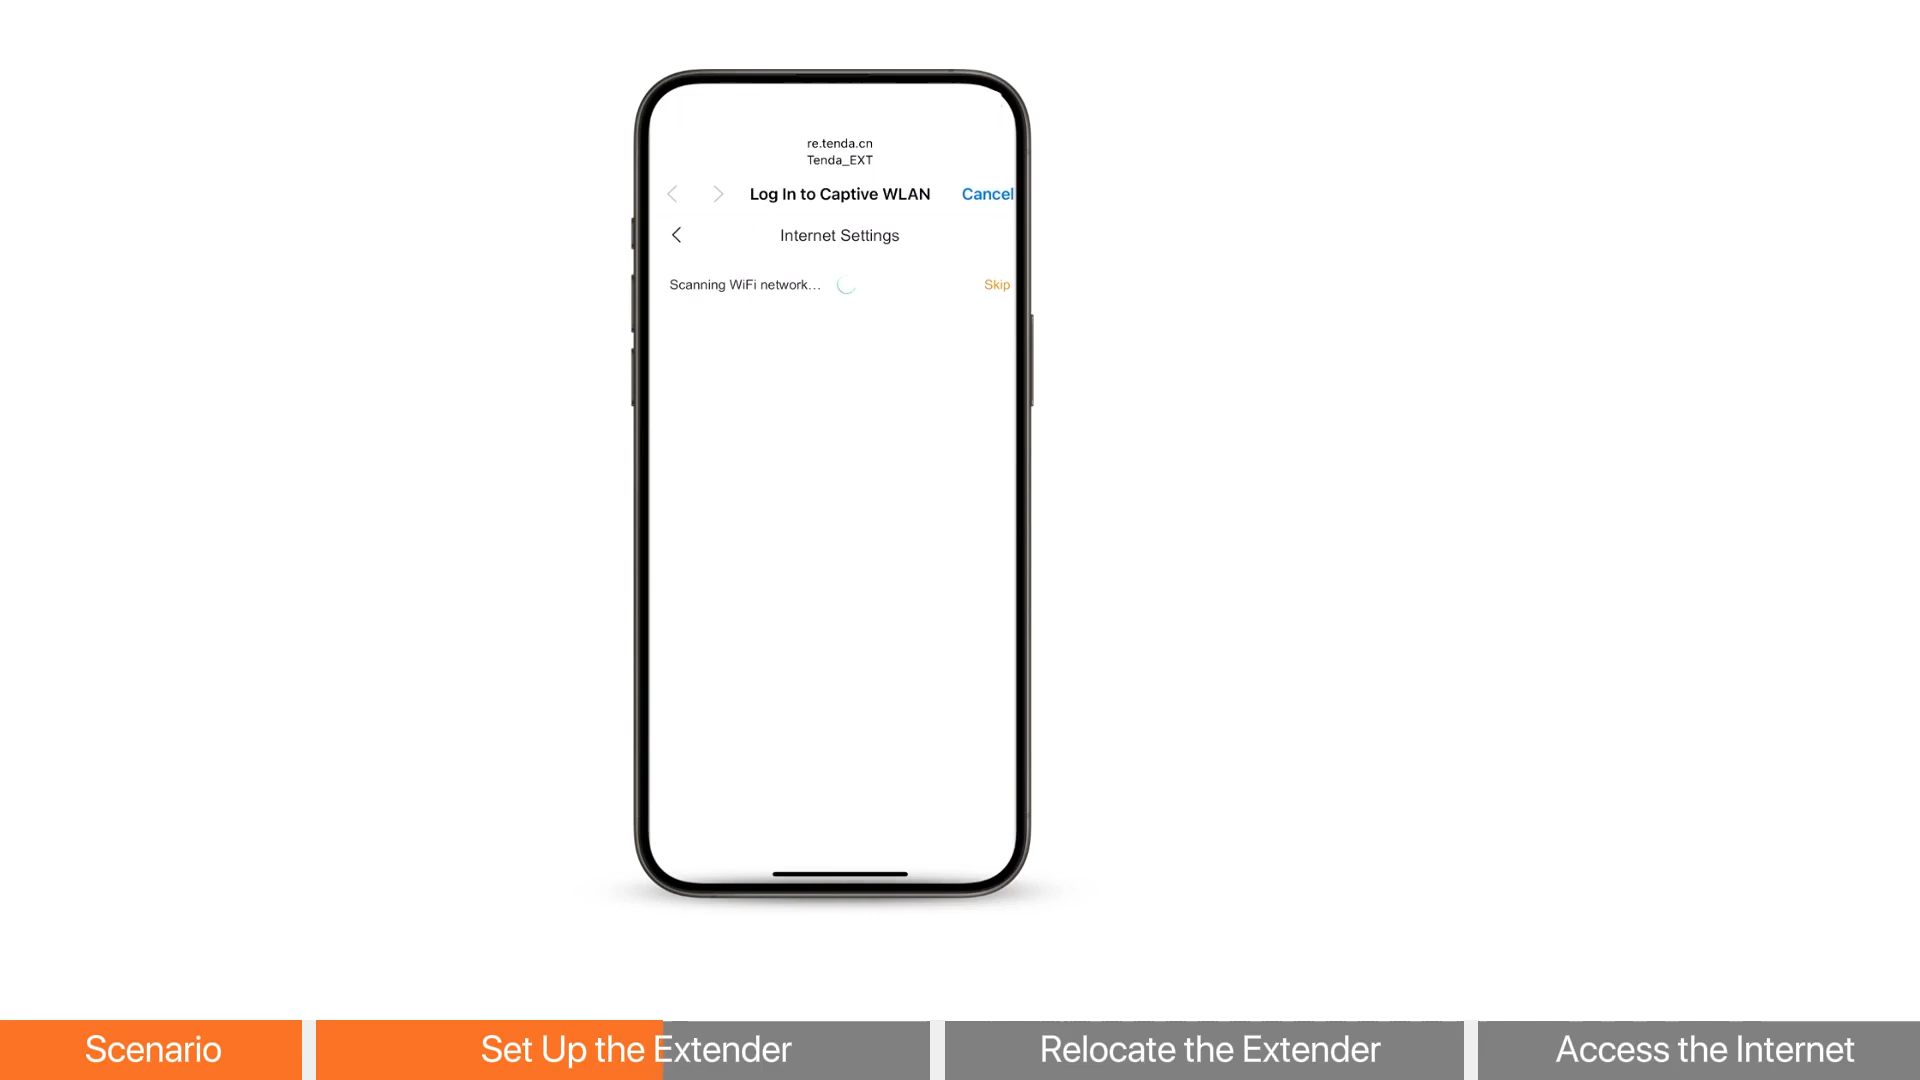 re.tenda.cn
Tenda_EXT
Log In to Captive WLAN Cancel
Internet Settings
Scanning WiFi network... Skip
Scenario Set Up the Extender Relocate the Extender Access the Internet